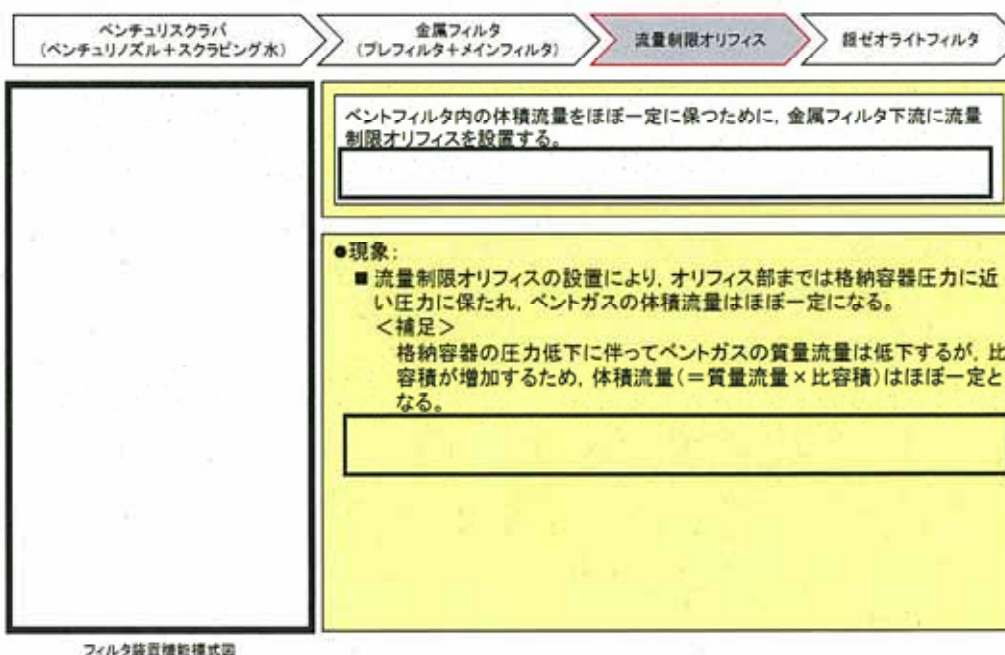 ベンチュリスクラバ
(ベンチュリノズル+スクラビング水)
金属フィルタ
(プレフィルタ+メインフィルタ)
流量制限オリフィス
銀ゼオライトフィルタ
ベントフィルタ内の体積流量をほぼ一定に保つために，金属フィルタ下流に流量
制限オリフィスを設置する。
●現象：
■ 流量制限オリフィスの設置により，オリフィス部までは格納容器圧力に近
い圧力に保たれ，ベントガスの体積流量はほぼ一定になる。
＜補足＞
格納容器の圧力低下に伴ってベントガスの質量流量は低下するが，比
容積が増加するため，体積流量(＝質量流量×比容積)はほぼ一定と
なる。
フィルタ装置機能模式図